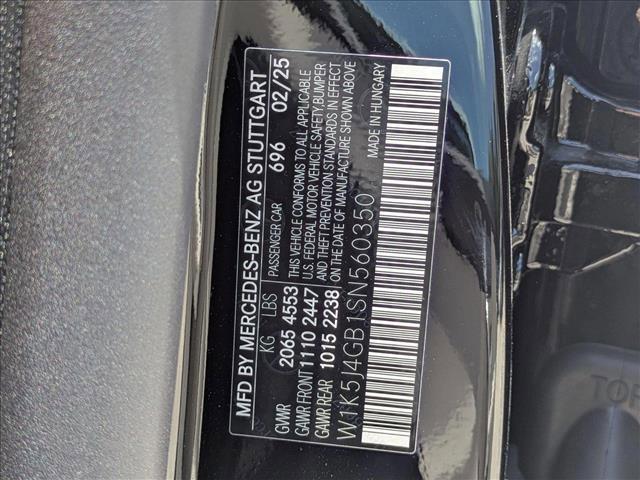 MFD BY MERCEDES-BENZ AG STUTTGART
KG LBS PASSENGER CAR 696 02/25
GVWR 2065 4553 THIS VEHICLE CONFORMS TO ALL APPLICABLE
GAWR FRONT 1110 2447 U.S. FEDERAL MOTOR VEHICLE SAFETY, BUMPER
AND THEFT PREVENTION STANDARDS IN EFFECT
GAWR REAR 1015 2238 ON THE DATE OF MANUFACTURE SHOWN ABOVE
W1K5J4GB1SN560350 MADE IN HUNGARY